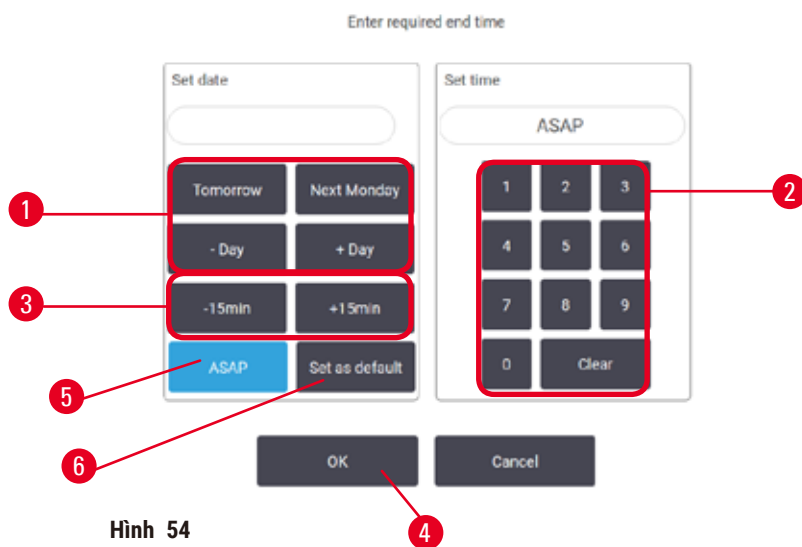 Enter required end time
Set date
Set time
ASAP
Tomorrow
Next Monday
- Day
+ Day
-15min
+15min
ASAP
Set as default
1
2
3
4
5
6
7
8
9
0
Clear
OK
Cancel
1
2
3
5
6
4
Hình 54